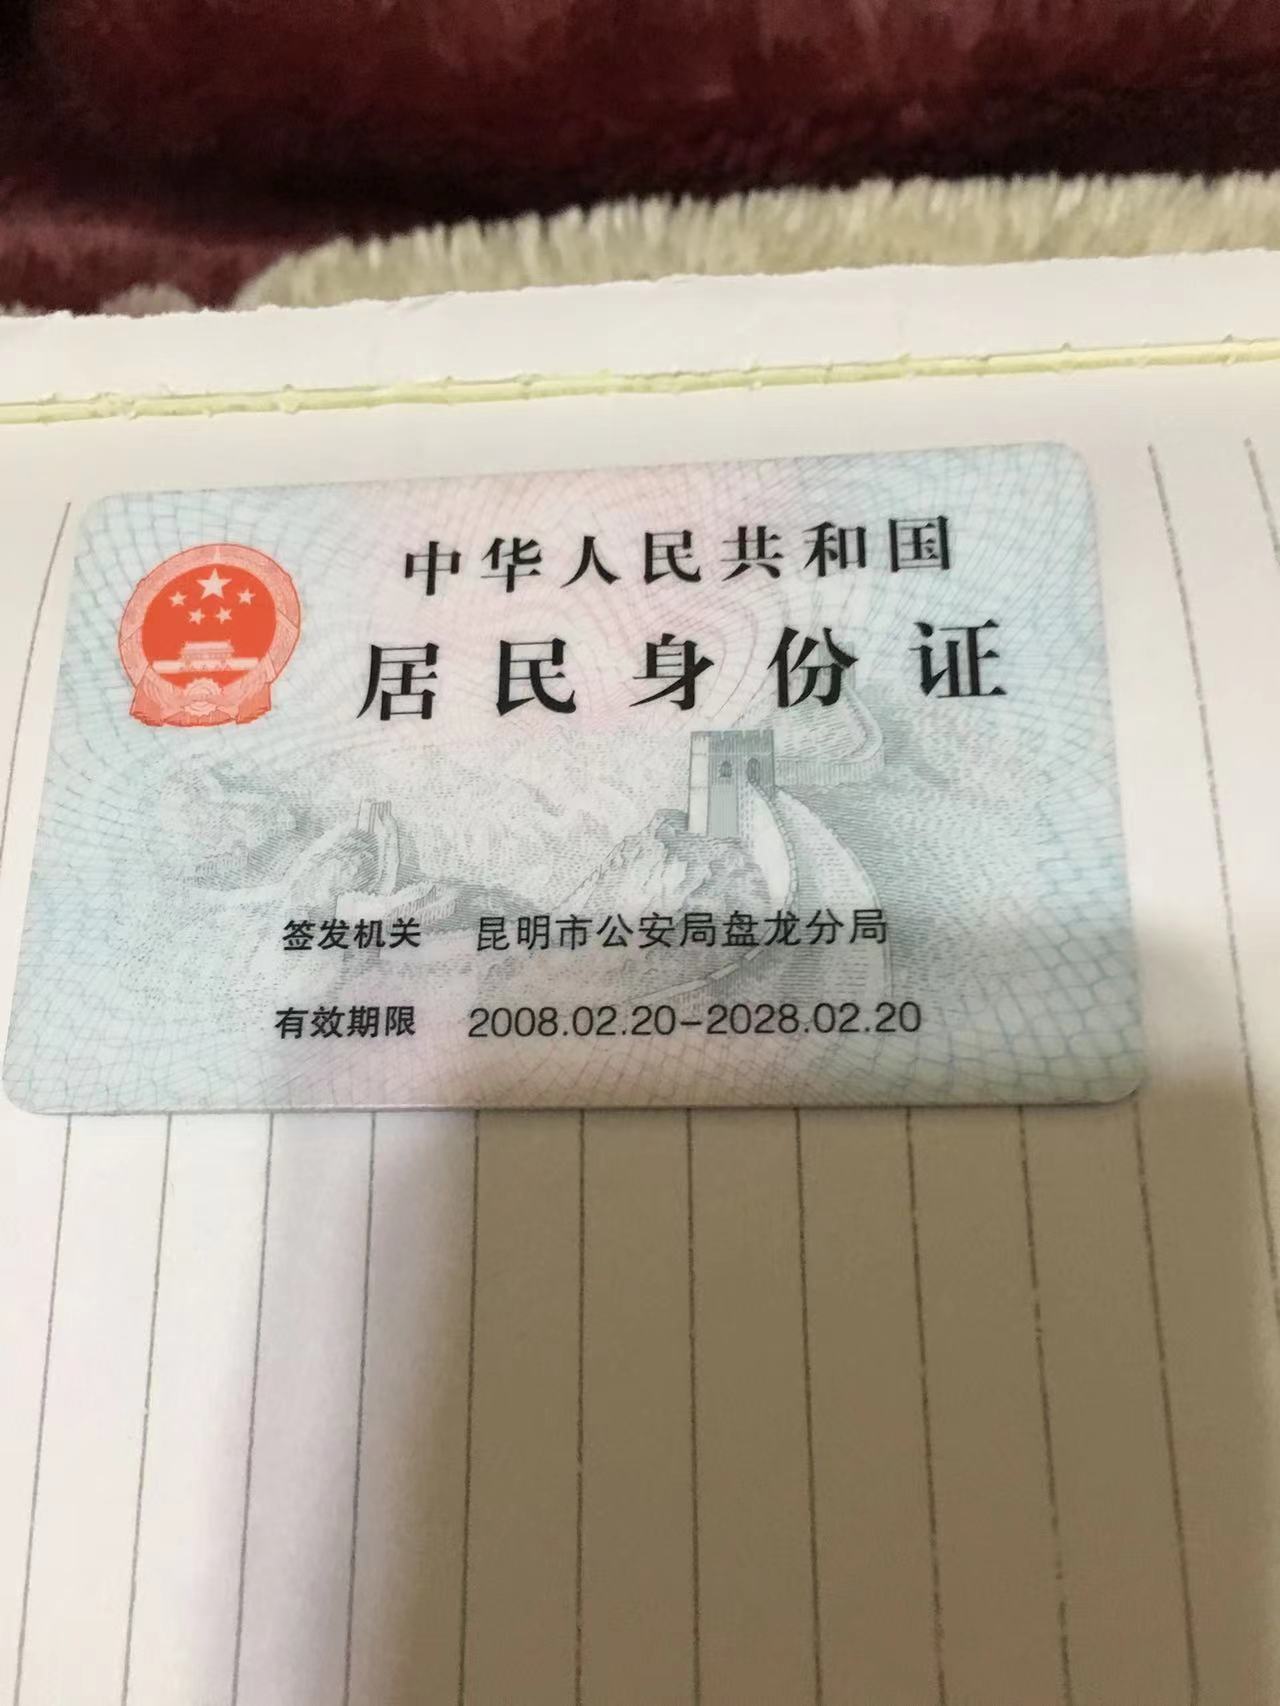 中华人民共和国
居民身份证
签发机关 昆明市公安局盘龙分局
有效期限 2008.02.20-2028.02.20